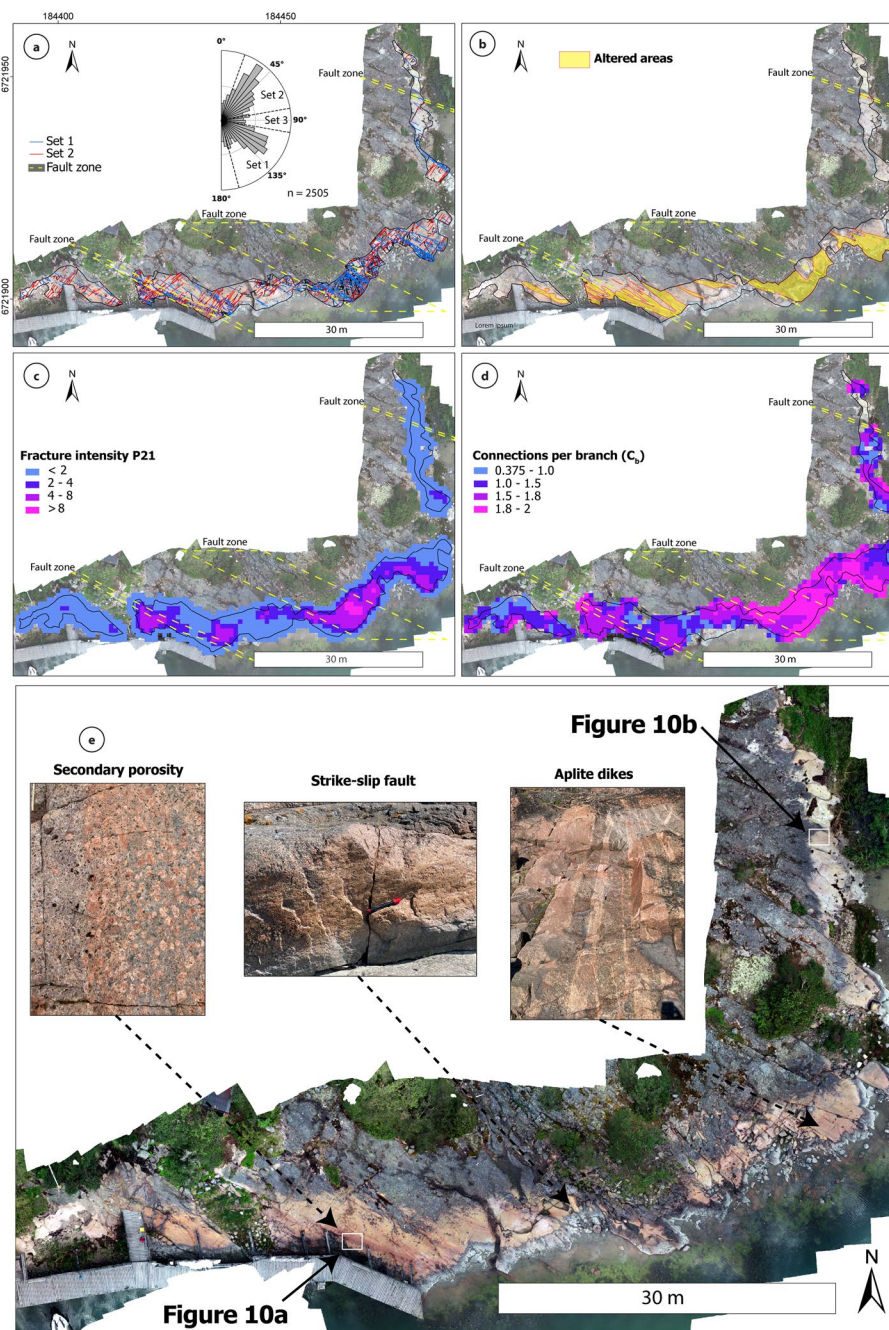 184400
184450
6721950
6721900
a
N
0°
45°
Set 2
Set 3
90°
Set 1
135°
180°
n = 2505
Set 1
Set 2
Fault zone
Fault zone
Fault zone
Fault zone
30 m
b
N
Altered areas
Fault zone
Fault zone
Fault zone
Lorem ipsum
30 m
c
N
Fault zone
Fracture intensity P21
< 2
2 - 4
4 - 8
>8
Fault zone
Fault zone
30 m
d
N
Fault zone
Connections per branch (Cb)
0.375 - 1.0
1.0 - 1.5
1.5 - 1.8
1.8 - 2
Fault zone
Fault zone
30 m
e
Figure 10b
Secondary porosity
Strike-slip fault
Aplite dikes
Figure 10a
30 m
N